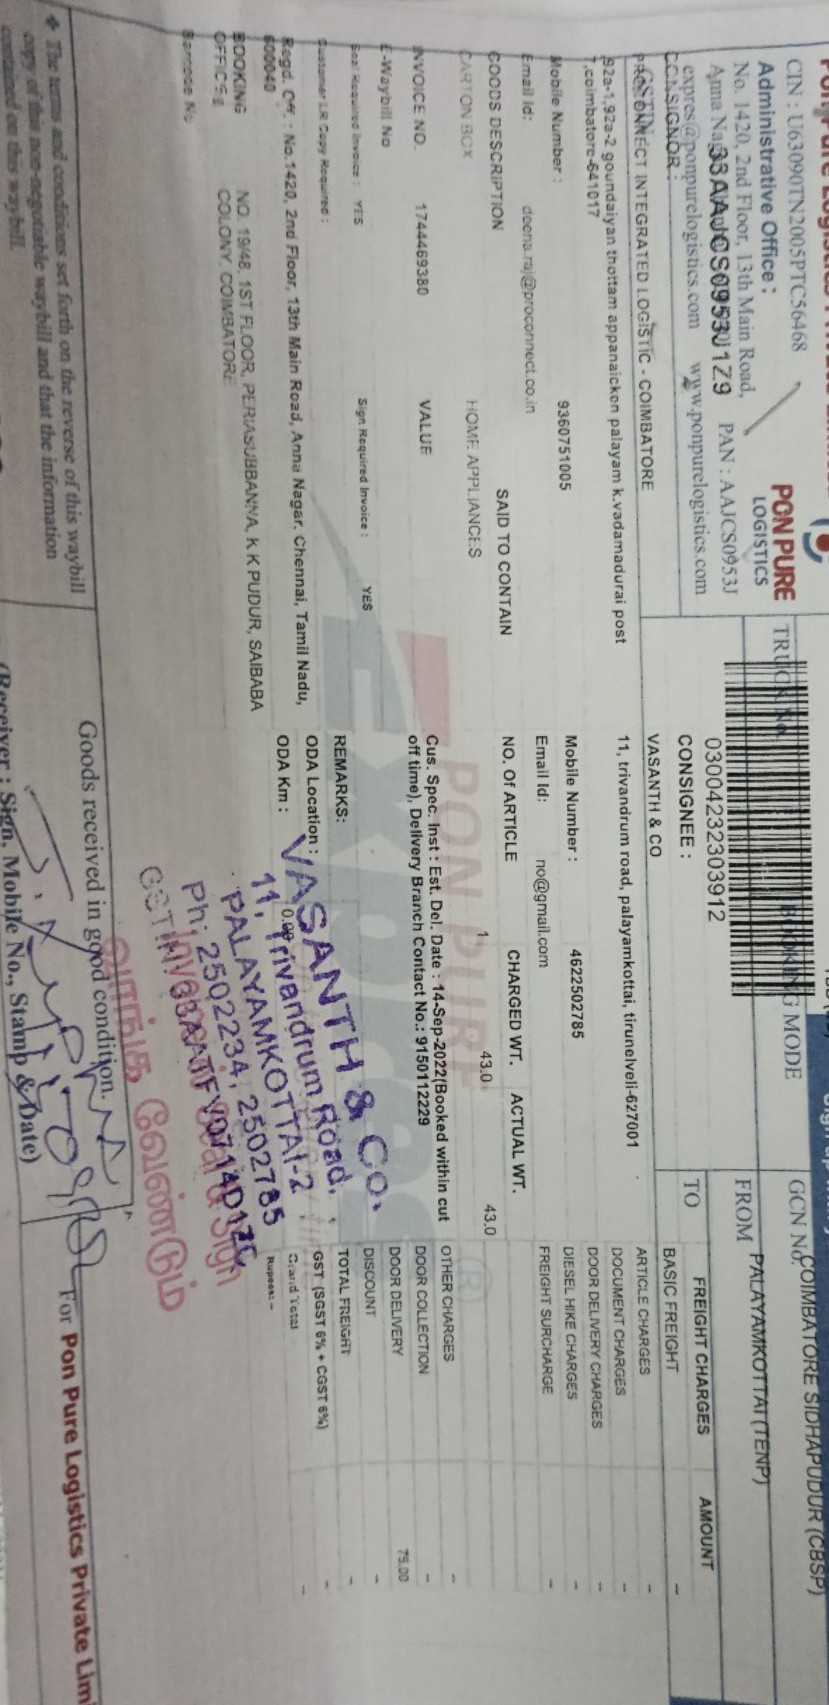 CIN : U63090TN2005PTC56468
Administrative Office :
No. 1420, 2nd Floor, 13th Main Road,
Anna
33AAJCS0953J1Z9 PAN : AAJCS0953J
expres@ponpurelogistics.com www.ponpurelogistics.com
PON PURE
LOGISTICS
TRUCK No.
BOOKING MODE
GCN No.
COIMBATORE SIDHAPUDUR (CBSP)
03004232303912
FROM PALAYAMKOTTAI (TENP)
TO
CONSIGNOR :
GSTIN
PROCONNECT INTEGRATED LOGISTIC - COIMBATORE
92a-1,92a-2 goundaiyan thottam appanaickon palayam k.vadamadurai post
,coimbatore-641017
Mobile Number : 9360751005
Email Id: deena.raj@proconnect.co.in
CONSIGNEE :
VASANTH & CO
11, trivandrum road, palayamkottai, tirunelveli-627001
Mobile Number : 4622502785
Email Id: no@gmail.com
GOODS DESCRIPTION SAID TO CONTAIN NO. Of ARTICLE CHARGED WT. ACTUAL WT.
CARTON BOX HOME APPLIANCES 1 43.0 43.0
INVOICE NO. 1744469380 VALUE
E-Waybill No
Seal Required Invoice : YES Sign Required Invoice : YES
Customer LR Copy Required :
Cus. Spec. Inst : Est. Del. Date : 14-Sep-2022(Booked within cut
off time), Delivery Branch Contact No.: 9150112229
REMARKS:
ODA Location :
ODA Km : 0.00
Regd. Off. : No.1420, 2nd Floor, 13th Main Road, Anna Nagar, Chennai, Tamil Nadu,
600040
BOOKING NO. 19/48, 1ST FLOOR, PERIASUBBANNA, K K PUDUR, SAIBABA
COLONY, COIMBATORE
FREIGHT CHARGES AMOUNT
BASIC FREIGHT –
ARTICLE CHARGES –
DOCUMENT CHARGES –
DOOR DELIVERY CHARGES –
DIESEL HIKE CHARGES –
FREIGHT SURCHARGE –
OTHER CHARGES –
DOOR COLLECTION –
DOOR DELIVERY 75.00
DISCOUNT –
TOTAL FREIGHT –
GST (SGST 6% + CGST 6%) –
Grand Total –
Rupees: –
PON PURE
EXPRESS
VASANTH & CO.
11, Trivandrum Road,
PALAYAMKOTTAI-2
Ph: 2502234, 2502785
GSTIN: 33AAJFV0714D1ZC
Sign
வேண்டும்
The terms and conditions set forth on the reverse of this waybill
copy of this non-negotiable waybill and that the information
contained on this waybill.
Goods received in good condition.
(Receiver : Sign, Mobile No., Stamp & Date)
For Pon Pure Logistics Private Limi